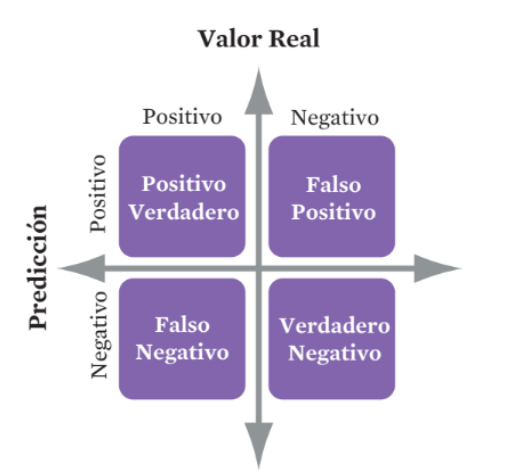 Valor Real
Positivo
Negativo
Predicción
Positivo
Positivo
Verdadero
Falso
Positivo
Negativo
Falso
Negativo
Verdadero
Negativo